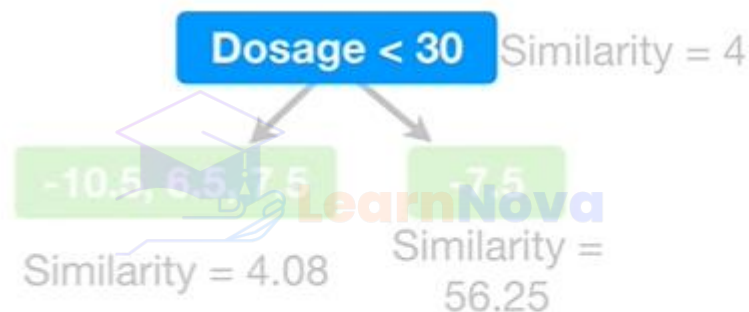 Dosage < 30
Similarity = 4
-10.5, 6.5, 7.5
-7.5
LearnNova
Similarity = 4.08
Similarity =
56.25